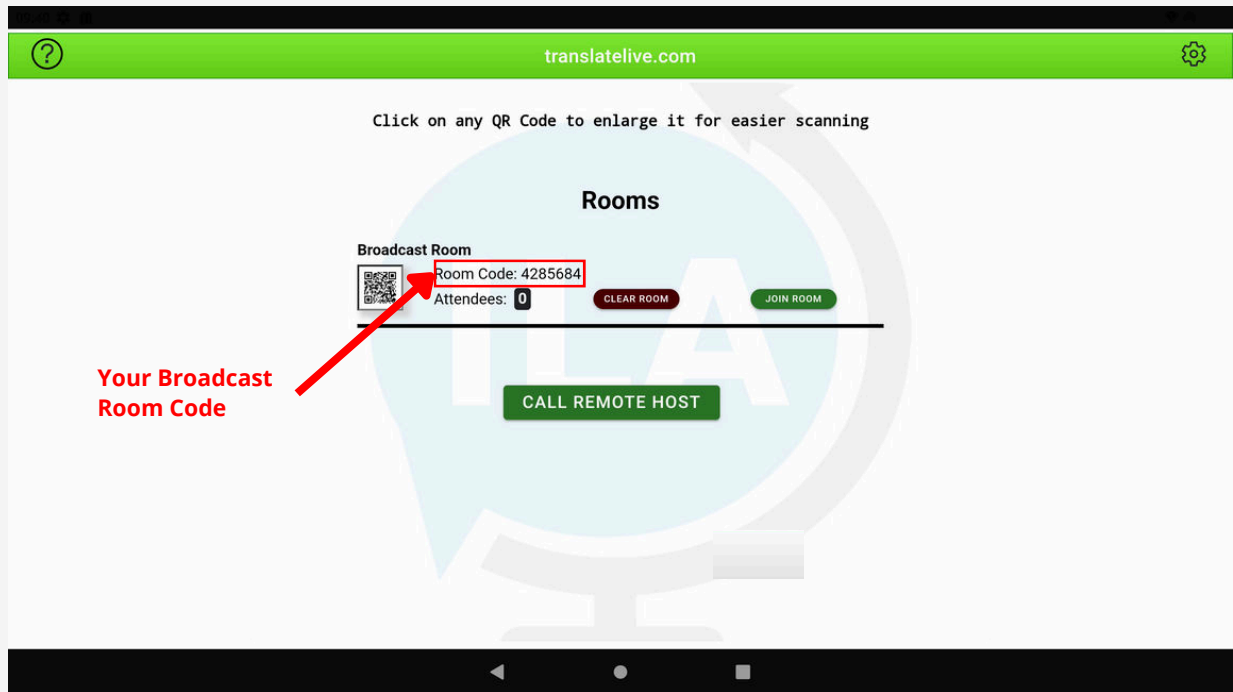 translatelive.com
Click on any QR Code to enlarge it for easier scanning
Rooms
Broadcast Room
Room Code: 4285684
Attendees: 0
CLEAR ROOM
JOIN ROOM
Your Broadcast
Room Code
CALL REMOTE HOST
ILA